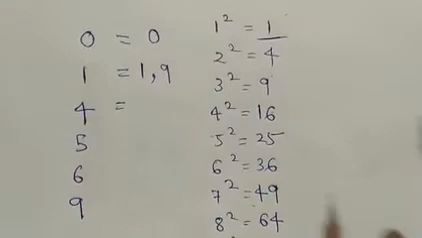 0 = 0
1 = 1, 9
4 =
5
6
9
1² = 1
2² = 4
3² = 9
4² = 16
5² = 25
6² = 36
7² = 49
8² = 64